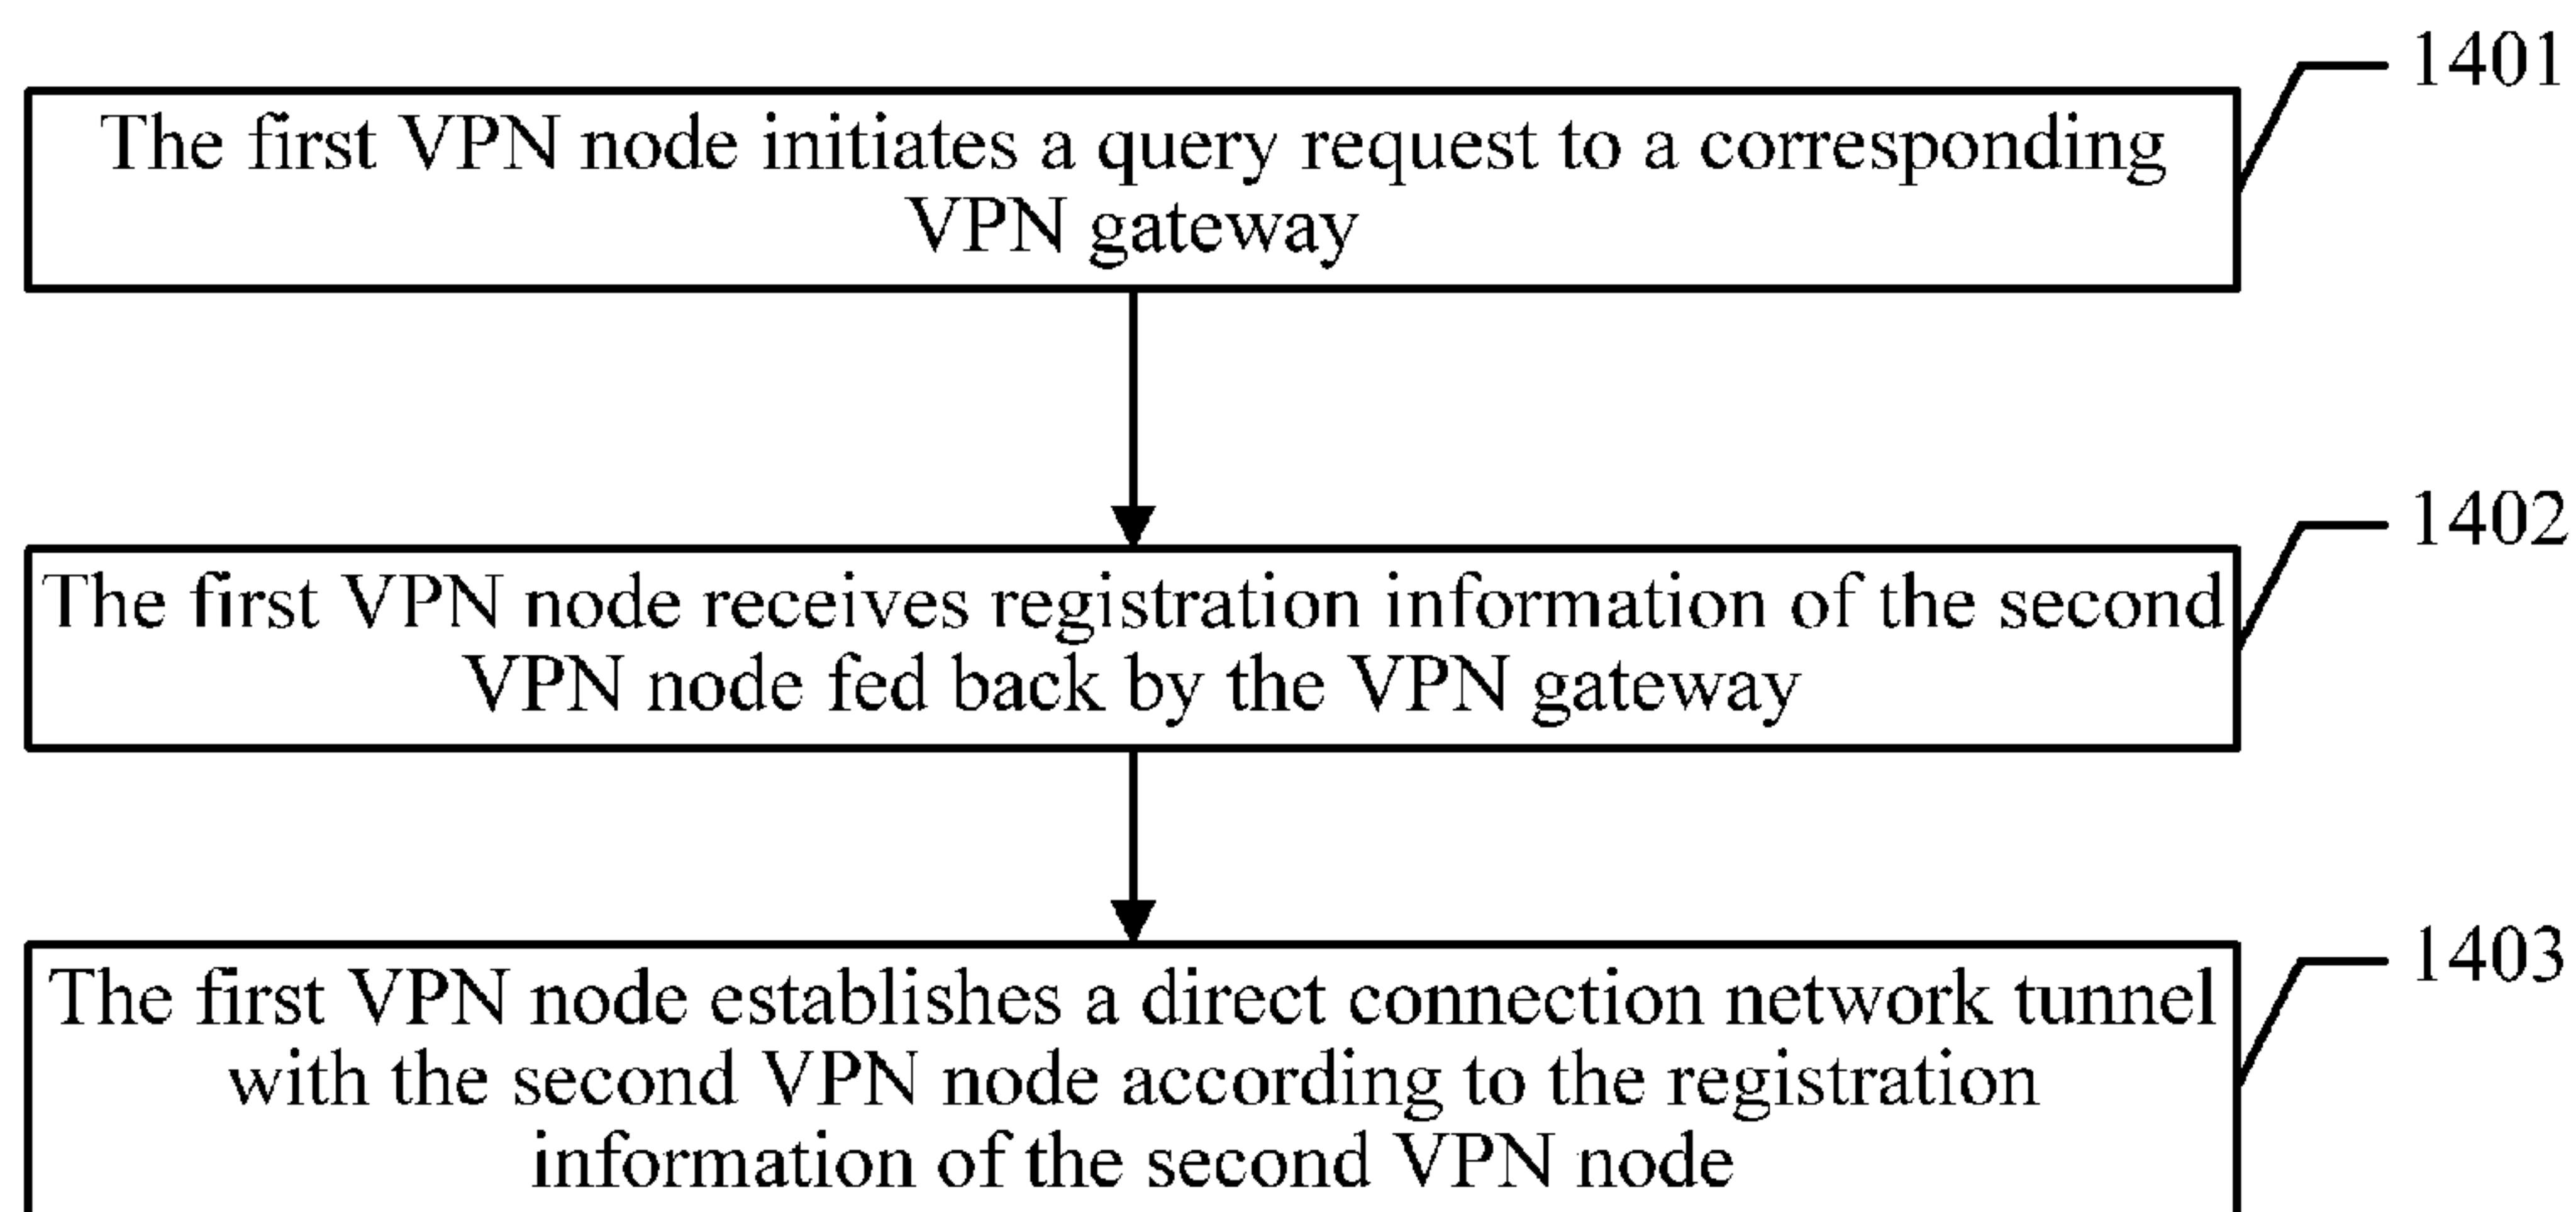 1401
The first VPN node initiates a query request to a corresponding
VPN gateway
1402
The first VPN node receives registration information of the second
VPN node fed back by the VPN gateway
1403
The first VPN node establishes a direct connection network tunnel
with the second VPN node according to the registration
information of the second VPN node